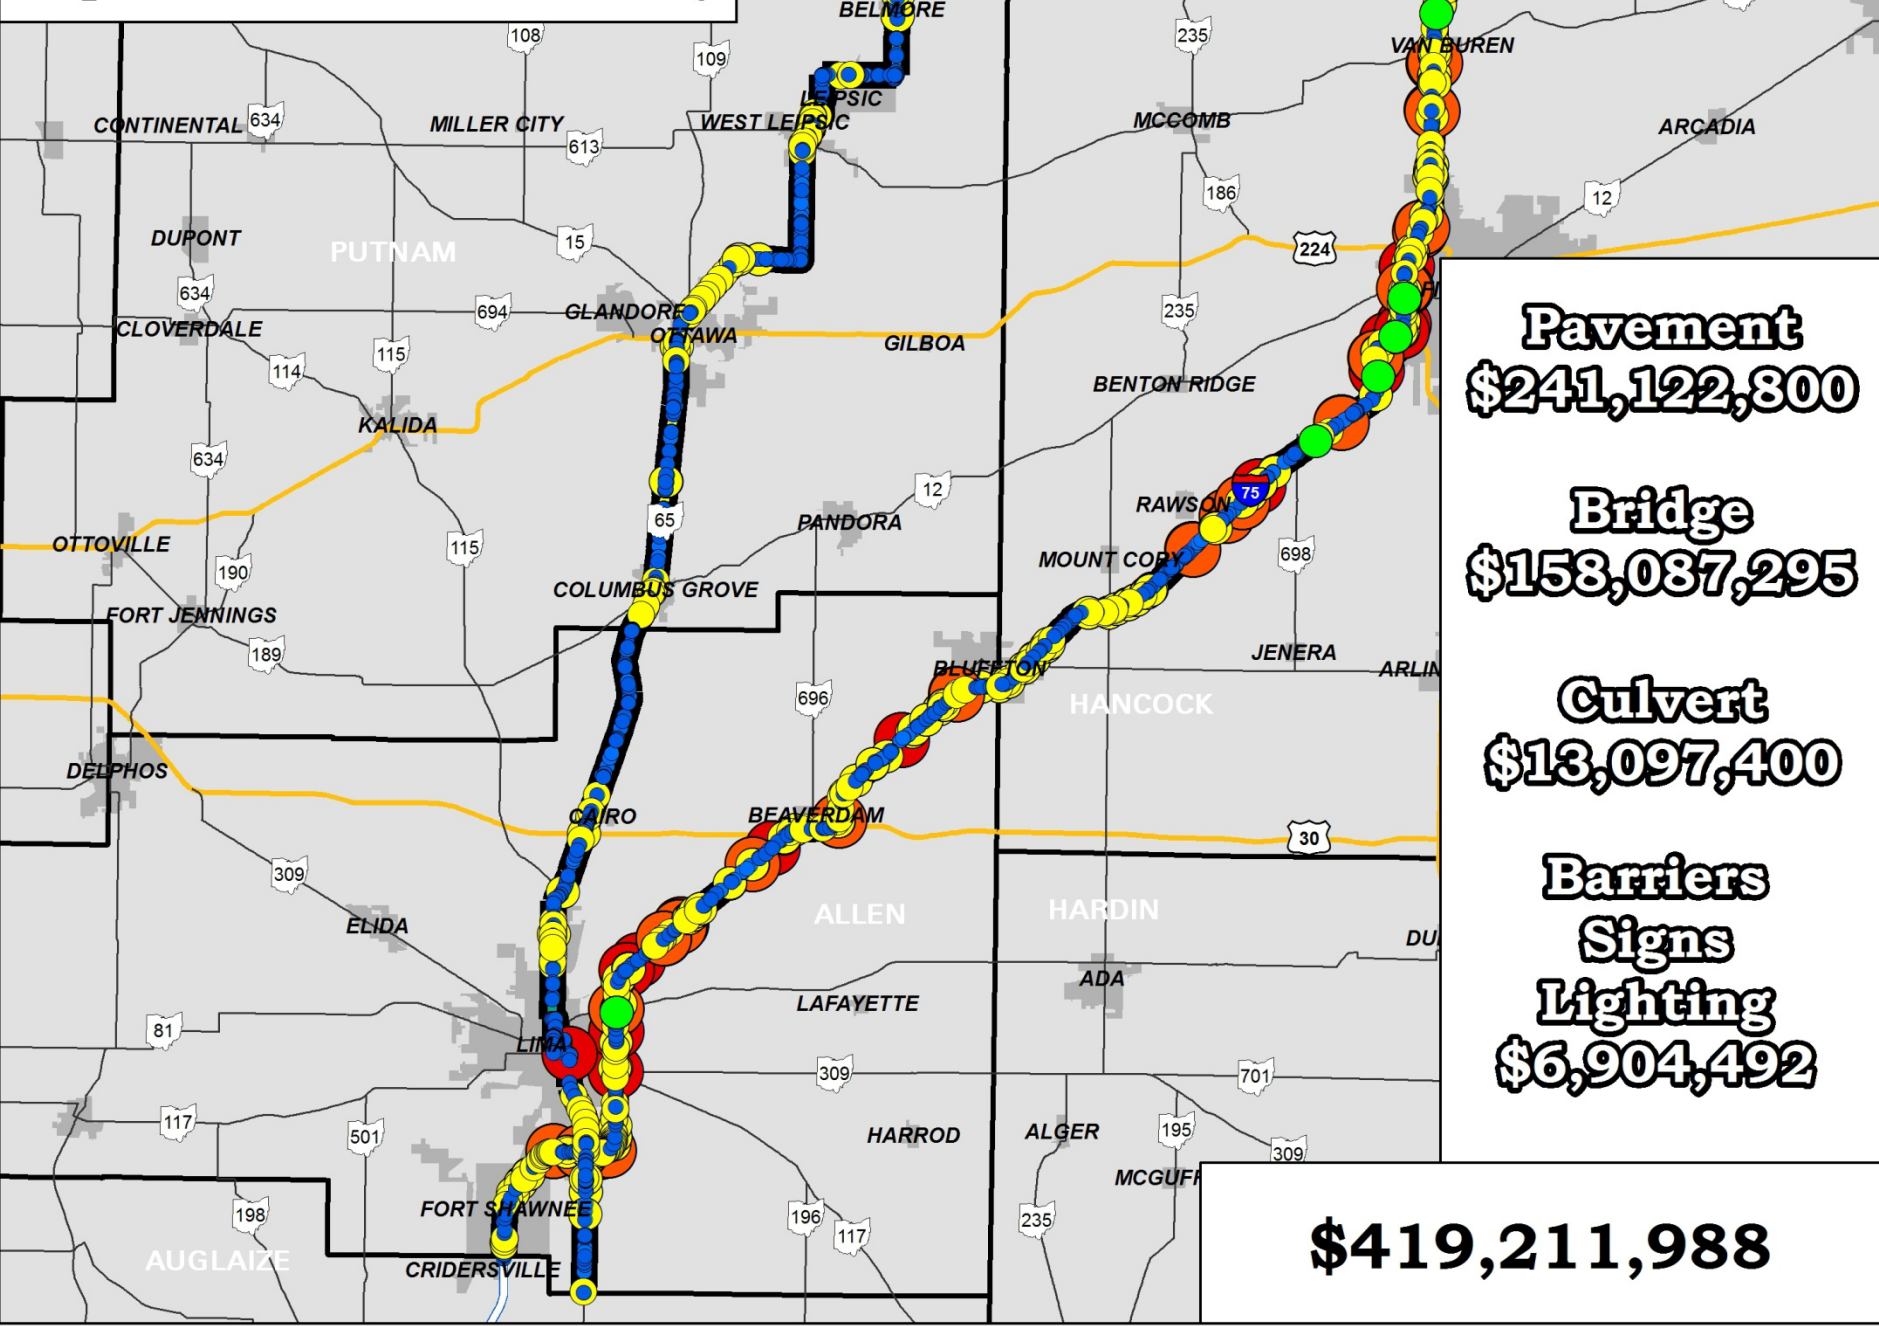 BELMORE
108
109
235
VAN BUREN
LEIPSIC
CONTINENTAL
634
MILLER CITY
613
WEST LEIPSIC
MCCOMB
ARCADIA
186
12
DUPONT
PUTNAM
15
224
634
694
GLANDORF
OTTAWA
GILBOA
235
CLOVERDALE
115
114
BENTON RIDGE
KALIDA
634
12
75
RAWSON
65
PANDORA
OTTOVILLE
115
190
MOUNT CORY
698
COLUMBUS GROVE
FORT JENNINGS
189
JENERA
BLUFFTON
696
HANCOCK
DELPHOS
CAIRO
BEAVERDAM
30
309
ELIDA
ALLEN
HARDIN
ADA
LAFAYETTE
81
LIMA
309
701
117
501
HARROD
ALGER
195
309
198
FORT SHAWNEE
196
117
235
AUGLAIZE
CRIDERSVILLE
Pavement
$241,122,800
Bridge
$158,087,295
Culvert
$13,097,400
Barriers
Signs
Lighting
$6,904,492
$419,211,988